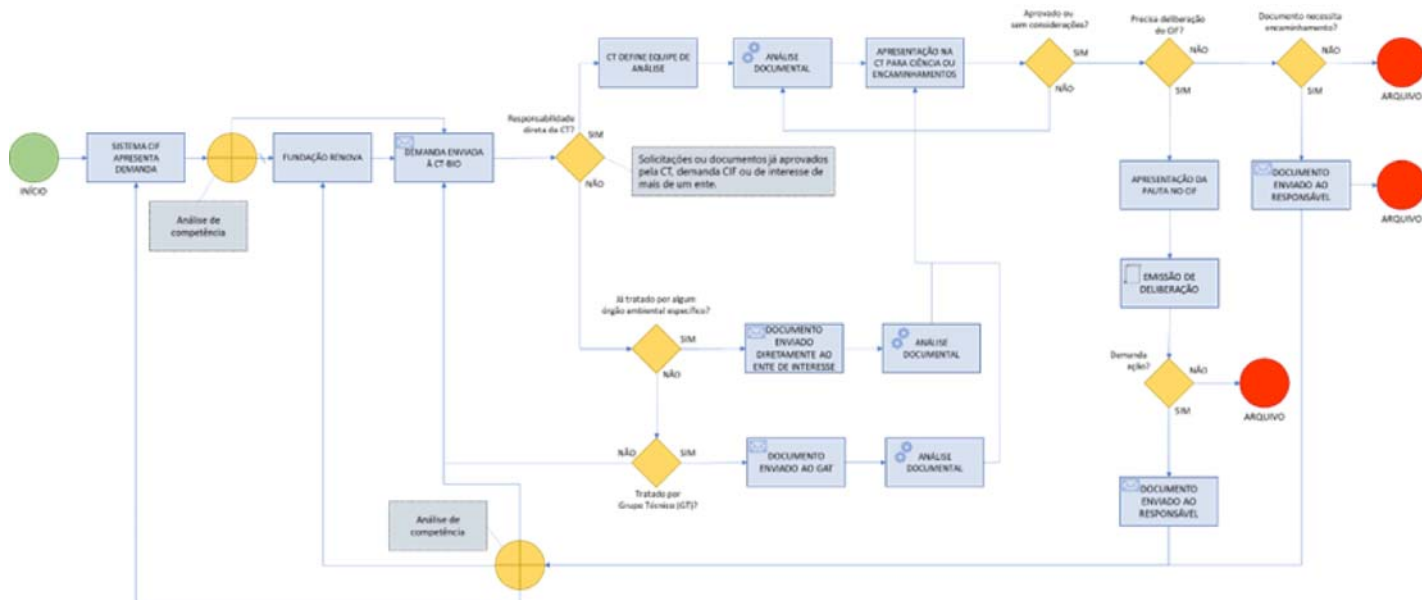 Aprovado ou
sem considerações?
Precisa deliberação
do CIF?
Documento necessita
encaminhamento?
CT DEFINE EQUIPE DE
ANÁLISE
ANÁLISE
DOCUMENTAL
APRESENTAÇÃO NA
CT PARA CIÊNCIA OU
ENCAMINHAMENTOS
SIM
NÃO
NÃO
SIM
NÃO
SIM
ARQUIVO
INÍCIO
SISTEMA CIF
APRESENTA
DEMANDA
Análise de
competência
FUNDAÇÃO RENOVA
DEMANDA ENVIADA
À CT-BIO
Responsabilidade
direta da CT?
SIM
NÃO
Solicitações ou documentos já aprovados
pela CT, demanda CIF ou de interesse de
mais de um ente.
APRESENTAÇÃO DA
PAUTA NO CIF
DOCUMENTO
ENVIADO AO
RESPONSÁVEL
ARQUIVO
EMISSÃO DE
DELIBERAÇÃO
Já tratado por algum
órgão ambiental específico?
SIM
NÃO
DOCUMENTO
ENVIADO
DIRETAMENTE AO
ENTE DE INTERESSE
ANÁLISE
DOCUMENTAL
Demanda
ação?
NÃO
SIM
ARQUIVO
NÃO
SIM
Tratado por
Grupo Técnico (GT)?
DOCUMENTO
ENVIADO AO GAT
ANÁLISE
DOCUMENTAL
DOCUMENTO
ENVIADO AO
RESPONSÁVEL
Análise de
competência